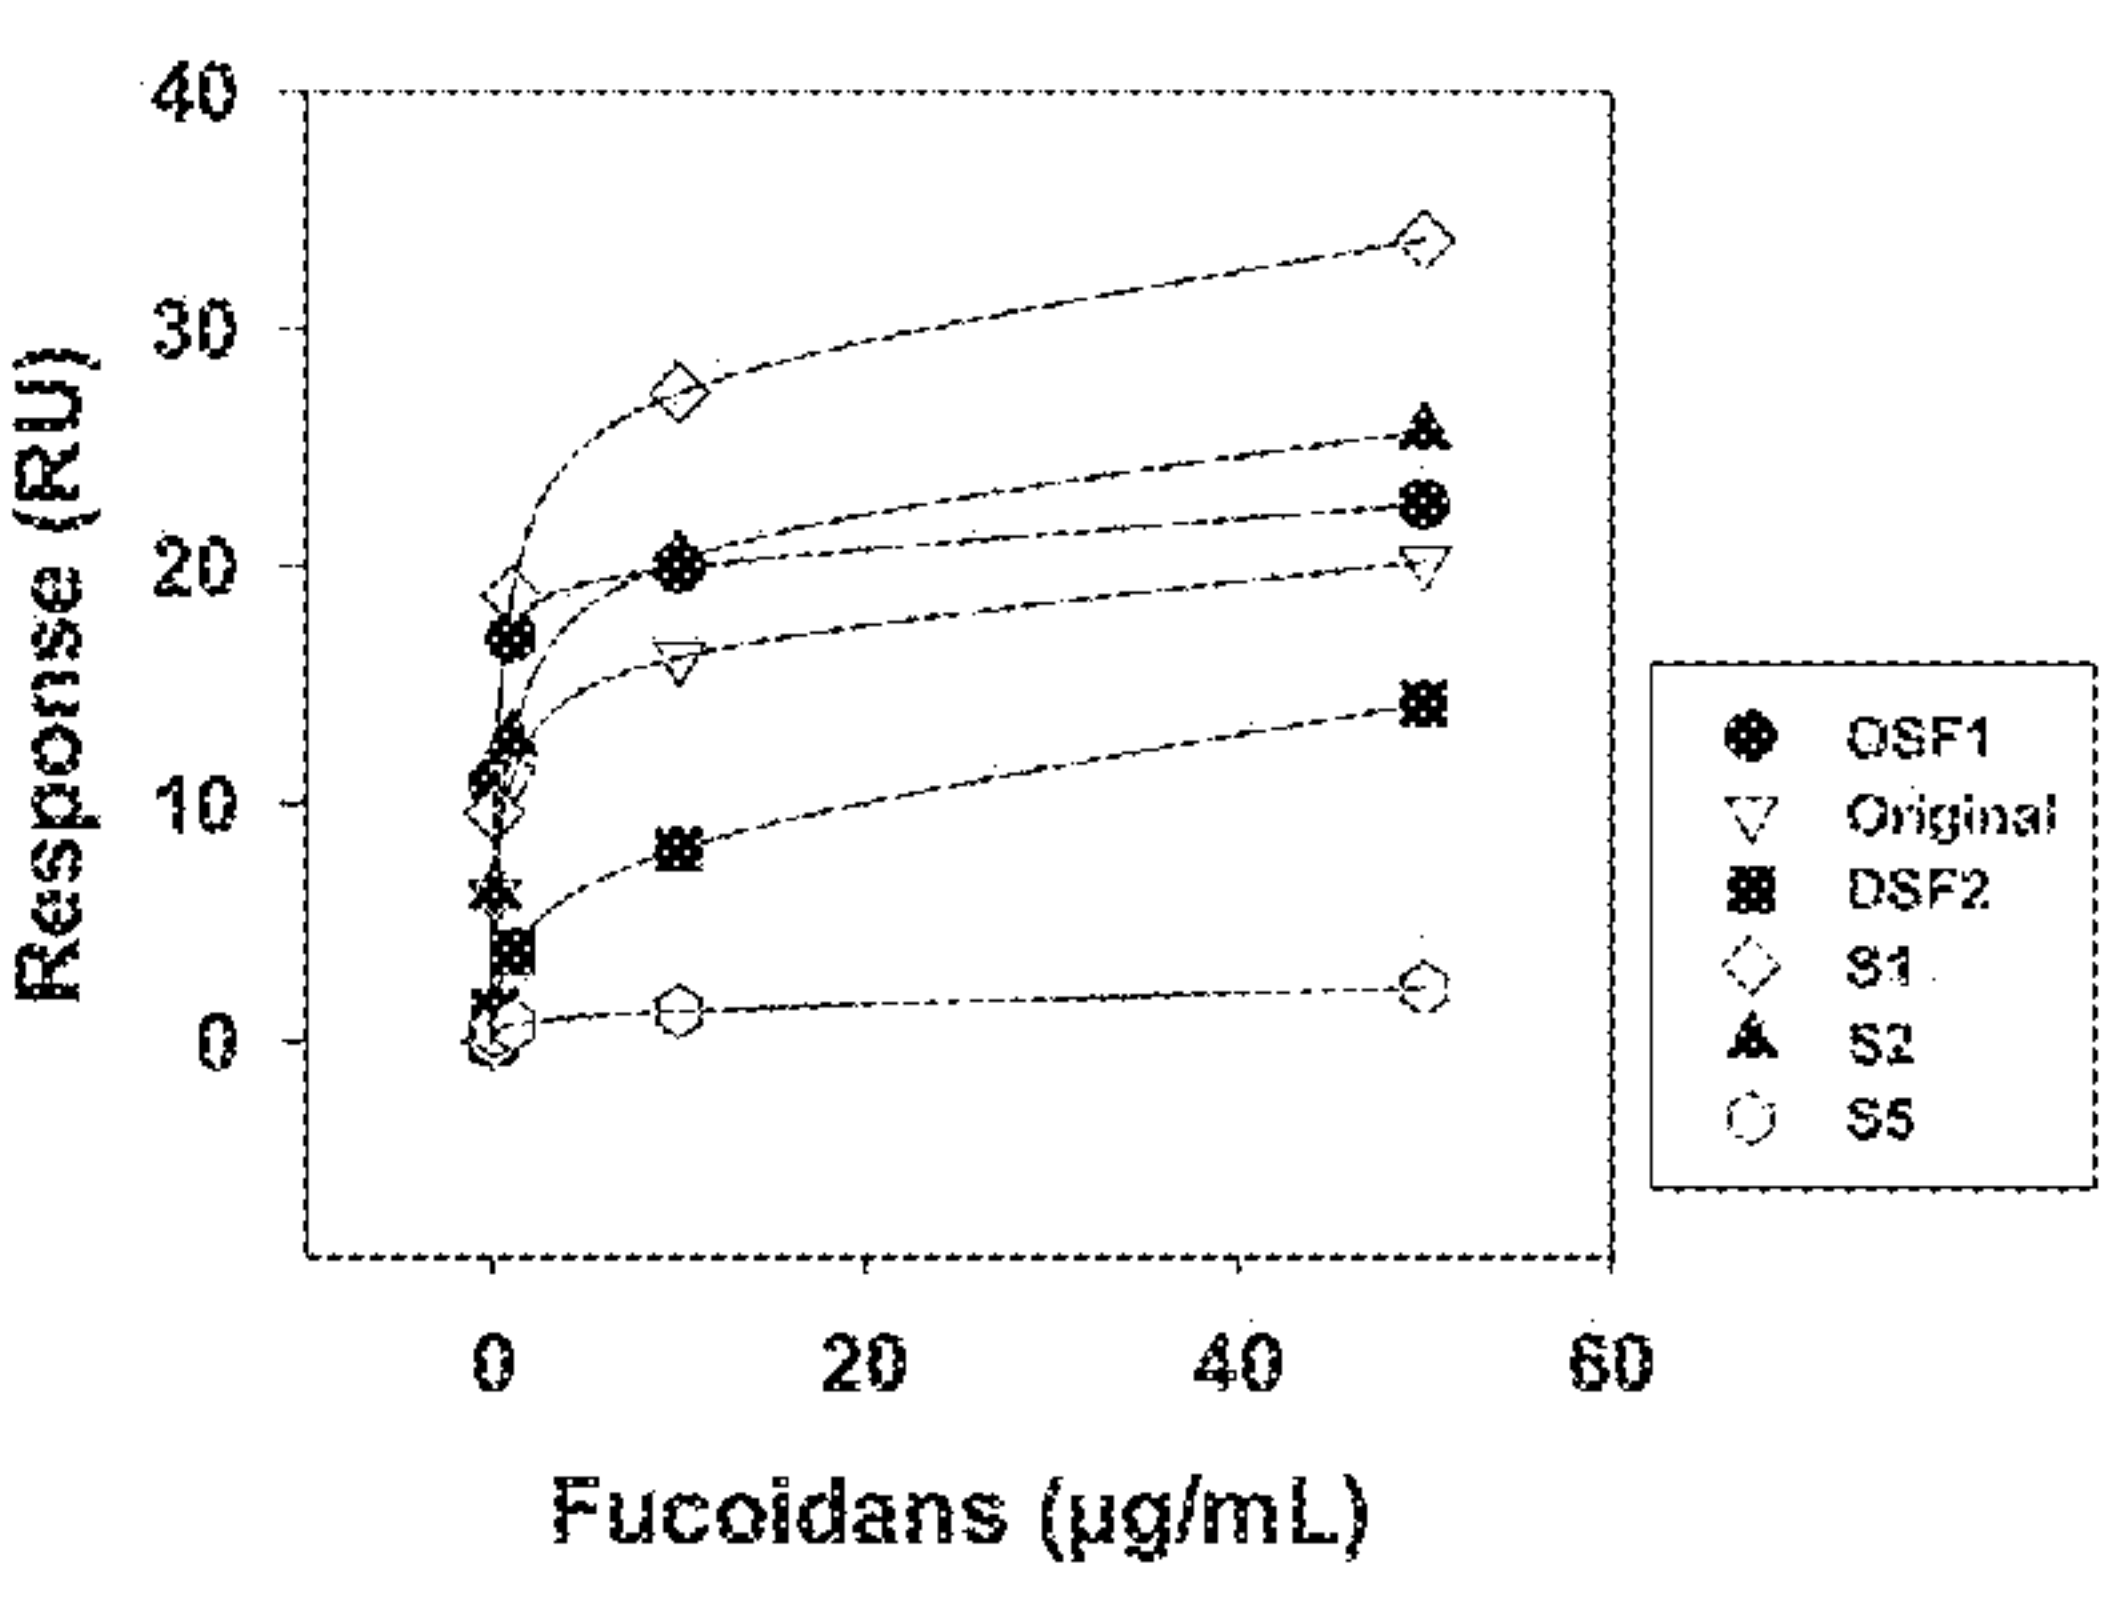 40
30
20
10
0
Response (RU)
0 20 40 60
Fucoidans (µg/mL)
OSF1
Original
DSF2
S1
S2
S5